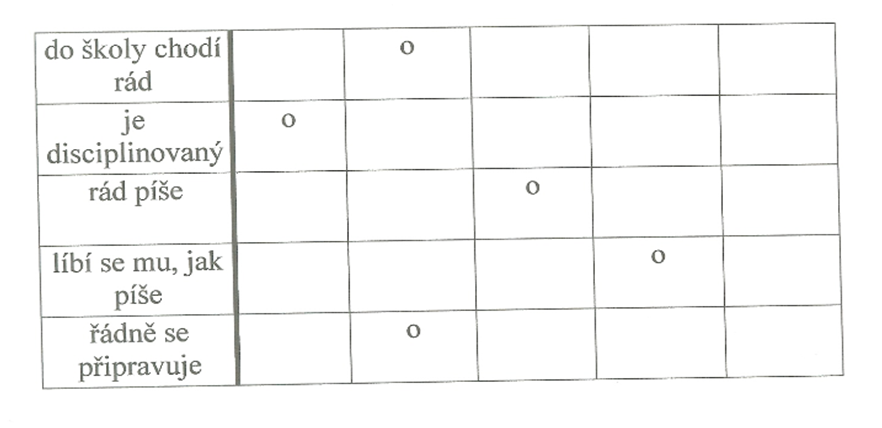 do školy chodí
rád
o
je
disciplinovaný
o
rád píše
o
líbí se mu, jak
píše
o
řádně se
připravuje
o